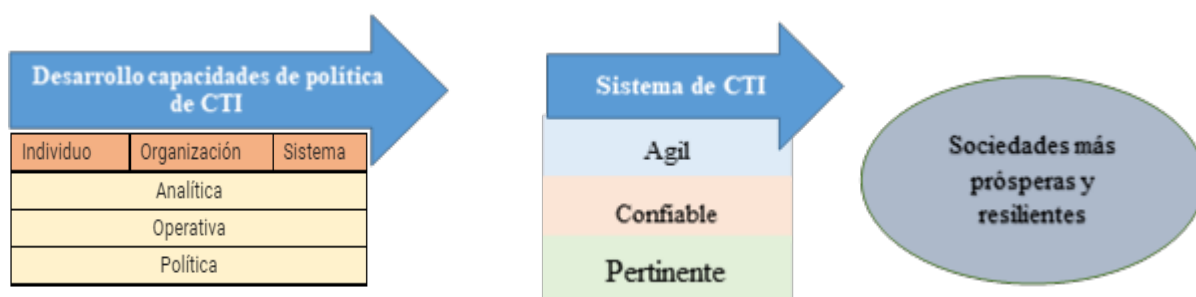 Desarrollo capacidades de política
de CTI
Individuo Organización Sistema
Analítica
Operativa
Política
Sistema de CTI
Agil
Confiable
Pertinente
Sociedades más
prósperas y
resilientes